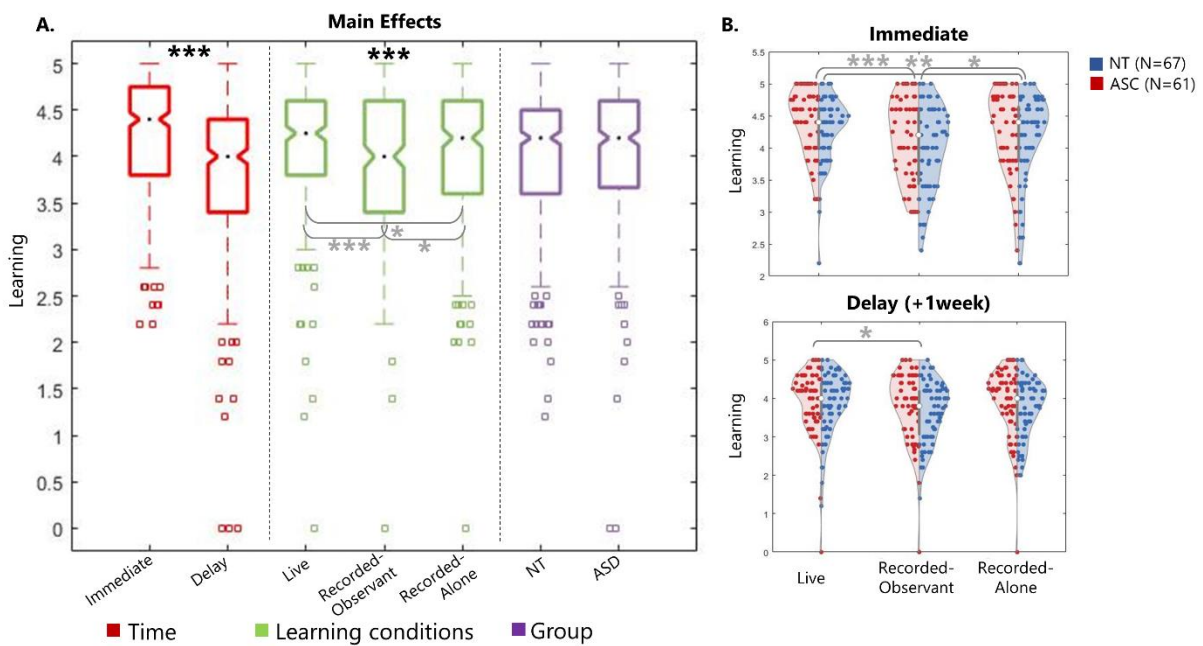 A.
Main Effects
***
***
5
4.5
4
3.5
3
2.5
2
1.5
1
0.5
0
Learning
***
*
*
Immediate
Delay
Live
Recorded-
Observant
Recorded-
Alone
NT
ASD
Time
Learning conditions
Group
B.
Immediate
NT (N=67)
ASC (N=61)
5.5
5
4.5
4
3.5
3
2.5
2
Learning
***
**
*
Delay (+1week)
6
5
4
3
2
1
0
Learning
*
Live
Recorded-
Observant
Recorded-
Alone